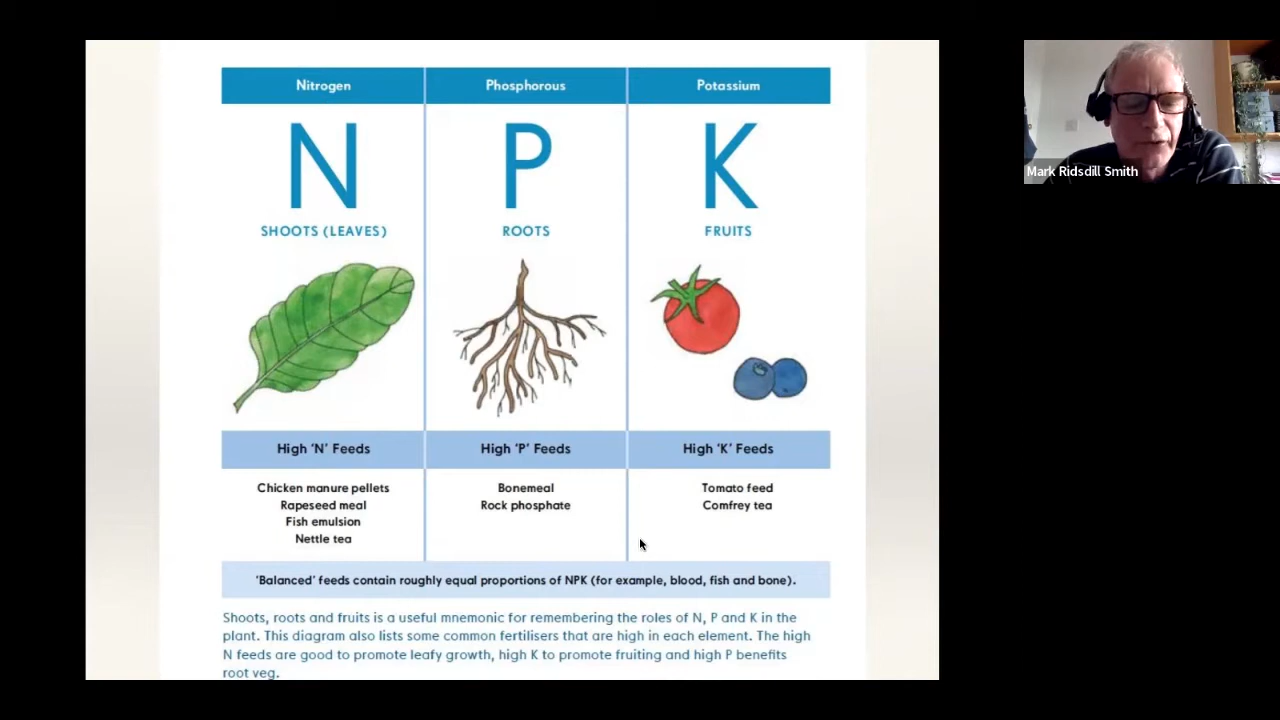 Nitrogen
Phosphorous
Potassium
N
P
K
SHOOTS (LEAVES)
ROOTS
FRUITS
High ‘N’ Feeds
High ‘P’ Feeds
High ‘K’ Feeds
Chicken manure pellets
Rapeseed meal
Fish emulsion
Nettle tea
Bonemeal
Rock phosphate
Tomato feed
Comfrey tea
‘Balanced’ feeds contain roughly equal proportions of NPK (for example, blood, fish and bone).
Shoots, roots and fruits is a useful mnemonic for remembering the roles of N, P and K in the
plant. This diagram also lists some common fertilisers that are high in each element. The high
N feeds are good to promote leafy growth, high K to promote fruiting and high P benefits
root veg.
Mark Ridsdill Smith